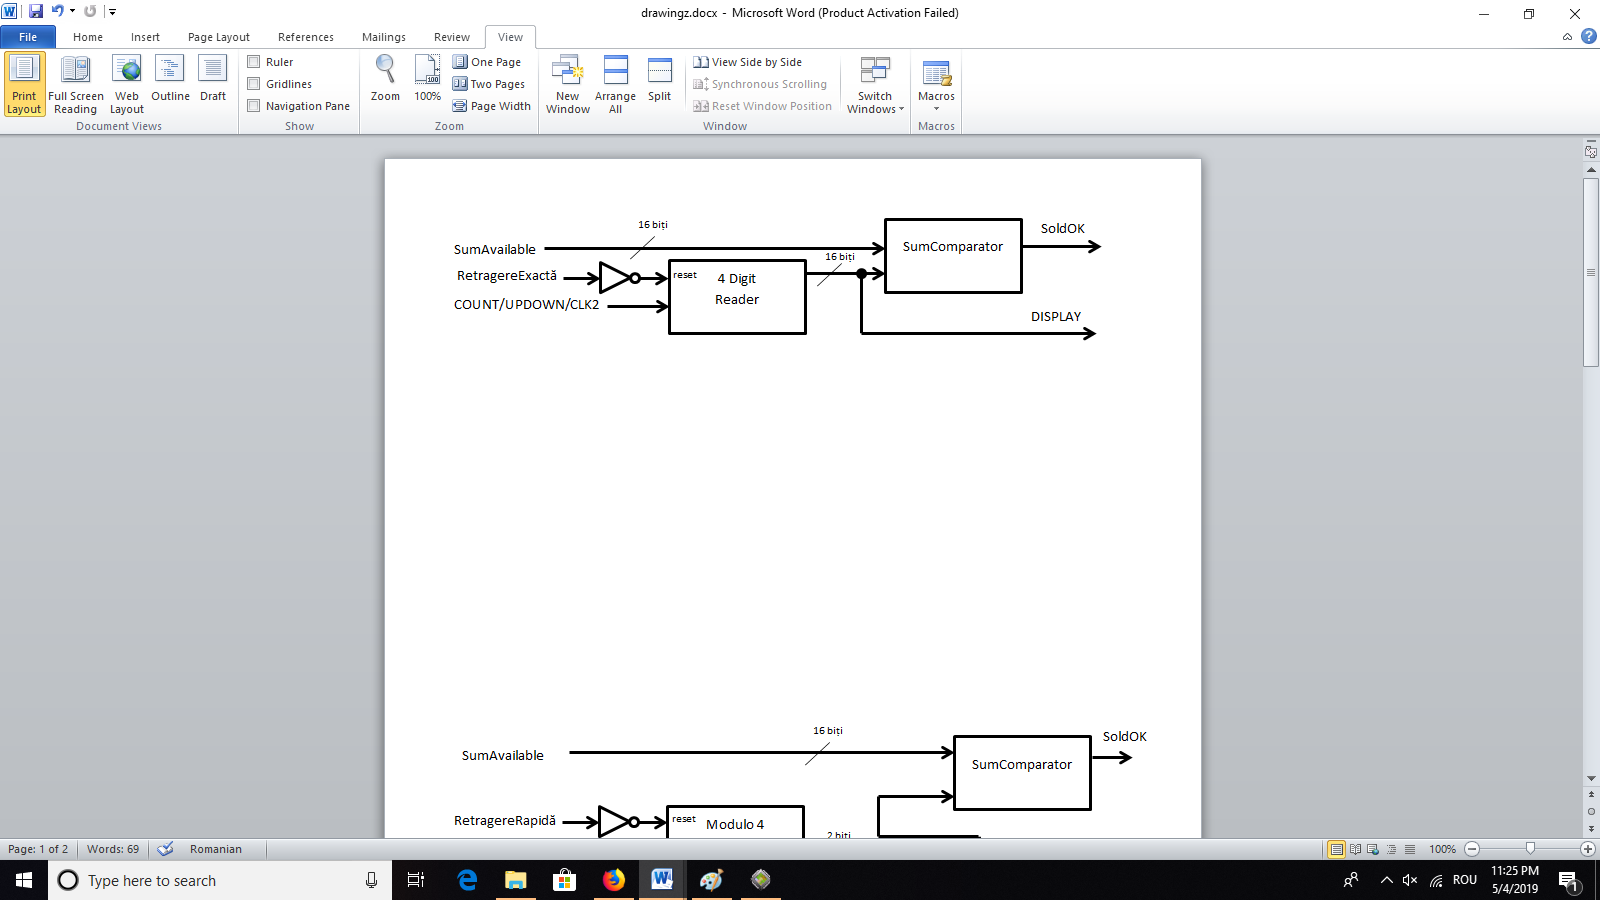 drawingz.docx - Microsoft Word (Product Activation Failed)
File Home Insert Page Layout References Mailings Review View
Print Layout
Full Screen Reading
Web Layout
Outline
Draft
Document Views
Ruler
Gridlines
Navigation Pane
Show
Zoom
100%
One Page
Two Pages
Page Width
Zoom
New Window
Arrange All
Split
View Side by Side
Synchronous Scrolling
Reset Window Position
Switch Windows
Window
Macros
Macros
16 biți
SumAvailable
SumComparator
SoldOK
RetragereExactă
reset
4 Digit
Reader
16 biți
COUNT/UPDOWN/CLK2
DISPLAY
16 biți
SumAvailable
SumComparator
SoldOK
RetragereRapidă
reset
Modulo 4
2 biți
Page: 1 of 2 Words: 69 Romanian 100%
Type here to search
ROU
11:25 PM
5/4/2019
1